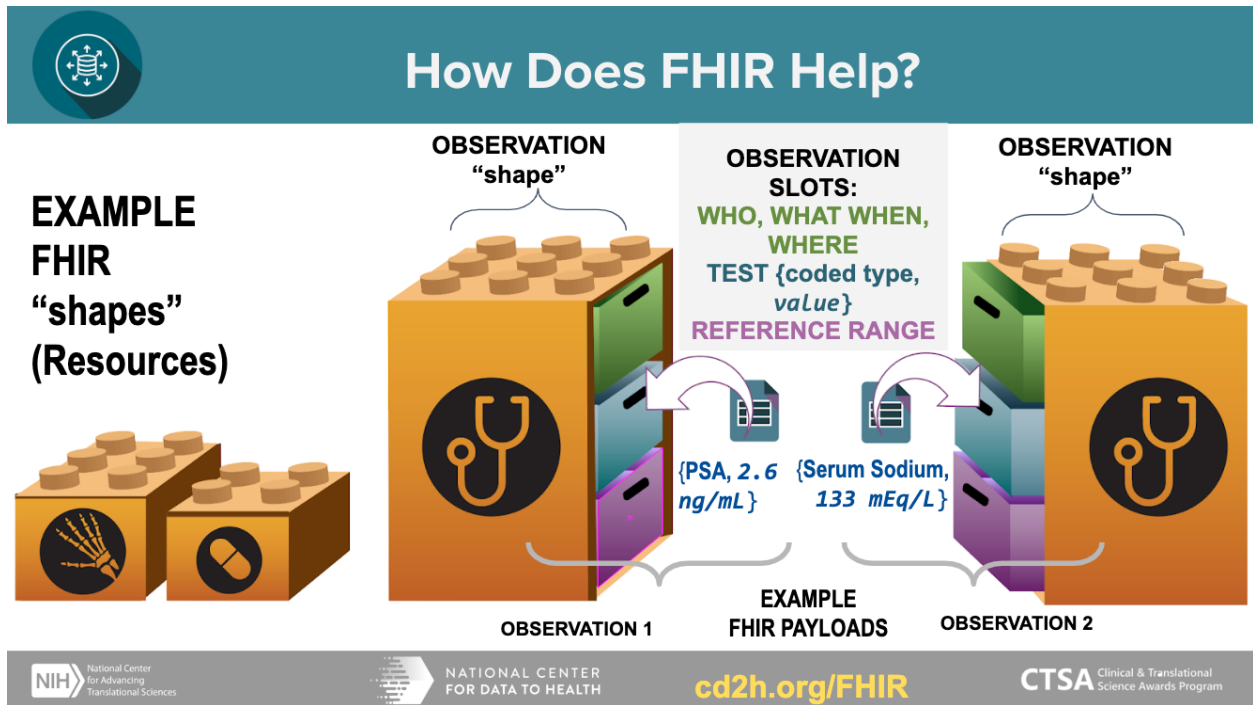 How Does FHIR Help?
EXAMPLE
FHIR
“shapes”
(Resources)
OBSERVATION
“shape”
OBSERVATION
SLOTS:
WHO, WHAT WHEN,
WHERE
TEST {coded type,
value}
REFERENCE RANGE
OBSERVATION
“shape”
{PSA, 2.6
ng/mL}
{Serum Sodium,
133 mEq/L}
OBSERVATION 1
EXAMPLE
FHIR PAYLOADS
OBSERVATION 2
NIH
National Center
for Advancing
Translational Sciences
NATIONAL CENTER
FOR DATA TO HEALTH
cd2h.org/FHIR
CTSA
Clinical & Translational
Science Awards Program